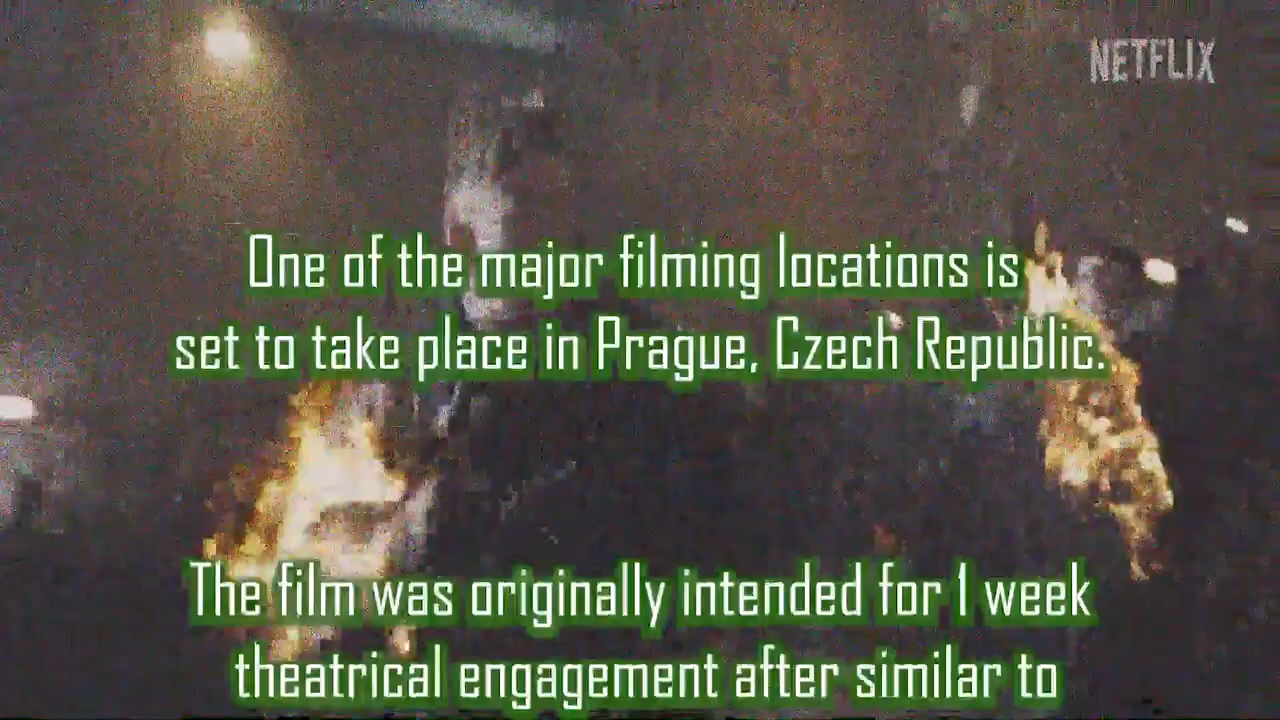 NETFLIX
One of the major filming locations is
set to take place in Prague, Czech Republic.
The film was originally intended for 1 week
theatrical engagement after similar to